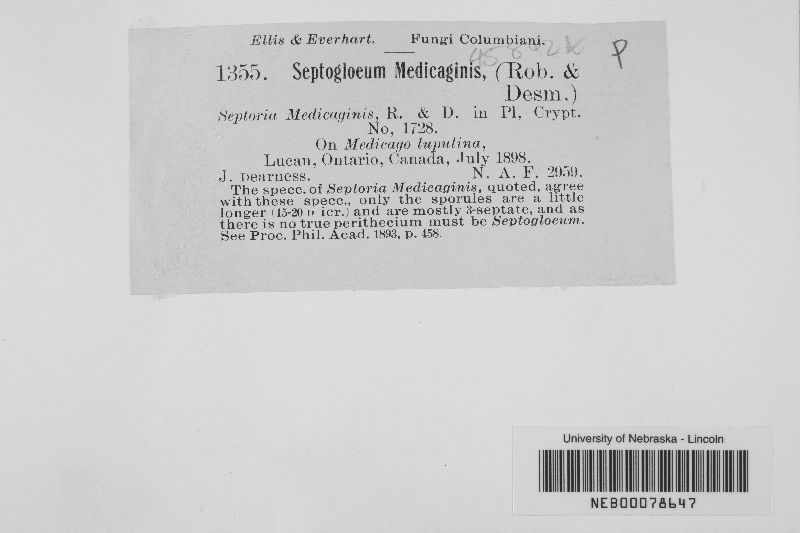 Ellis & Everhart. Fungi Columbiani.
P
1355. Septogloeum Medicaginis, (Rob. &
Desm.)
Septoria Medicaginis, R. & D. in Pl. Crypt.
No, 1728.
On Medicago lupulina,
Lucan, Ontario, Canada, July 1898.
J. Dearness. N. A. F. 2959.
The specc. of Septoria Medicaginis, quoted, agree
with these specc., only the sporules are a little
longer (15-20 and are mostly 3-septate, and as
there is no true perithecium must be Septogloeum.
See Proc. Phil. Acad. 1893, p. 458.
University of Nebraska - Lincoln
NEB00078647